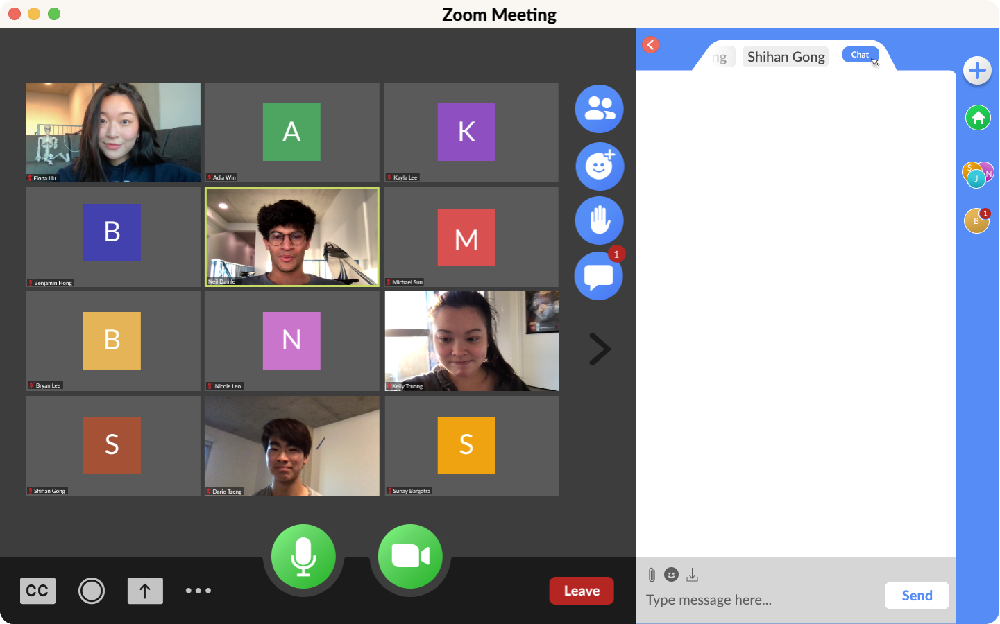 Zoom Meeting
ng
Shihan Gong
Chat
Fiona Liu
A
Adia Win
K
Kayla Lee
B
Benjamin Hong
Neil Damle
M
Michael Sun
B
Bryan Lee
N
Nicole Leo
Kelly Truong
S
Shihan Gong
Dario Tzeng
S
Sunay Bargotra
1
S
N
J
B
1
CC
Leave
Type message here...
Send